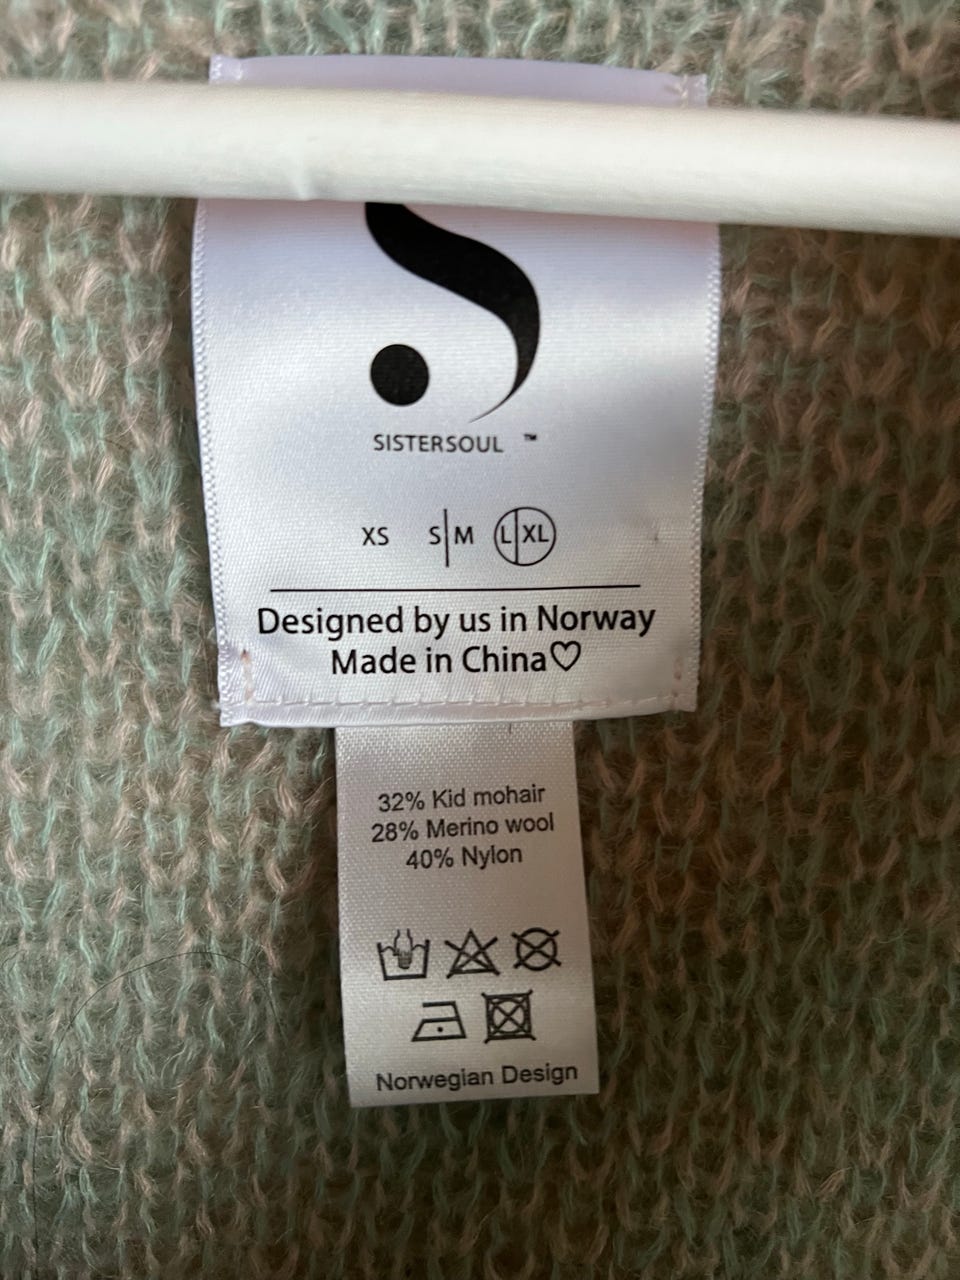 SISTERSOUL ™
XS S|M L|XL
Designed by us in Norway
Made in China♡
32% Kid mohair
28% Merino wool
40% Nylon
Norwegian Design